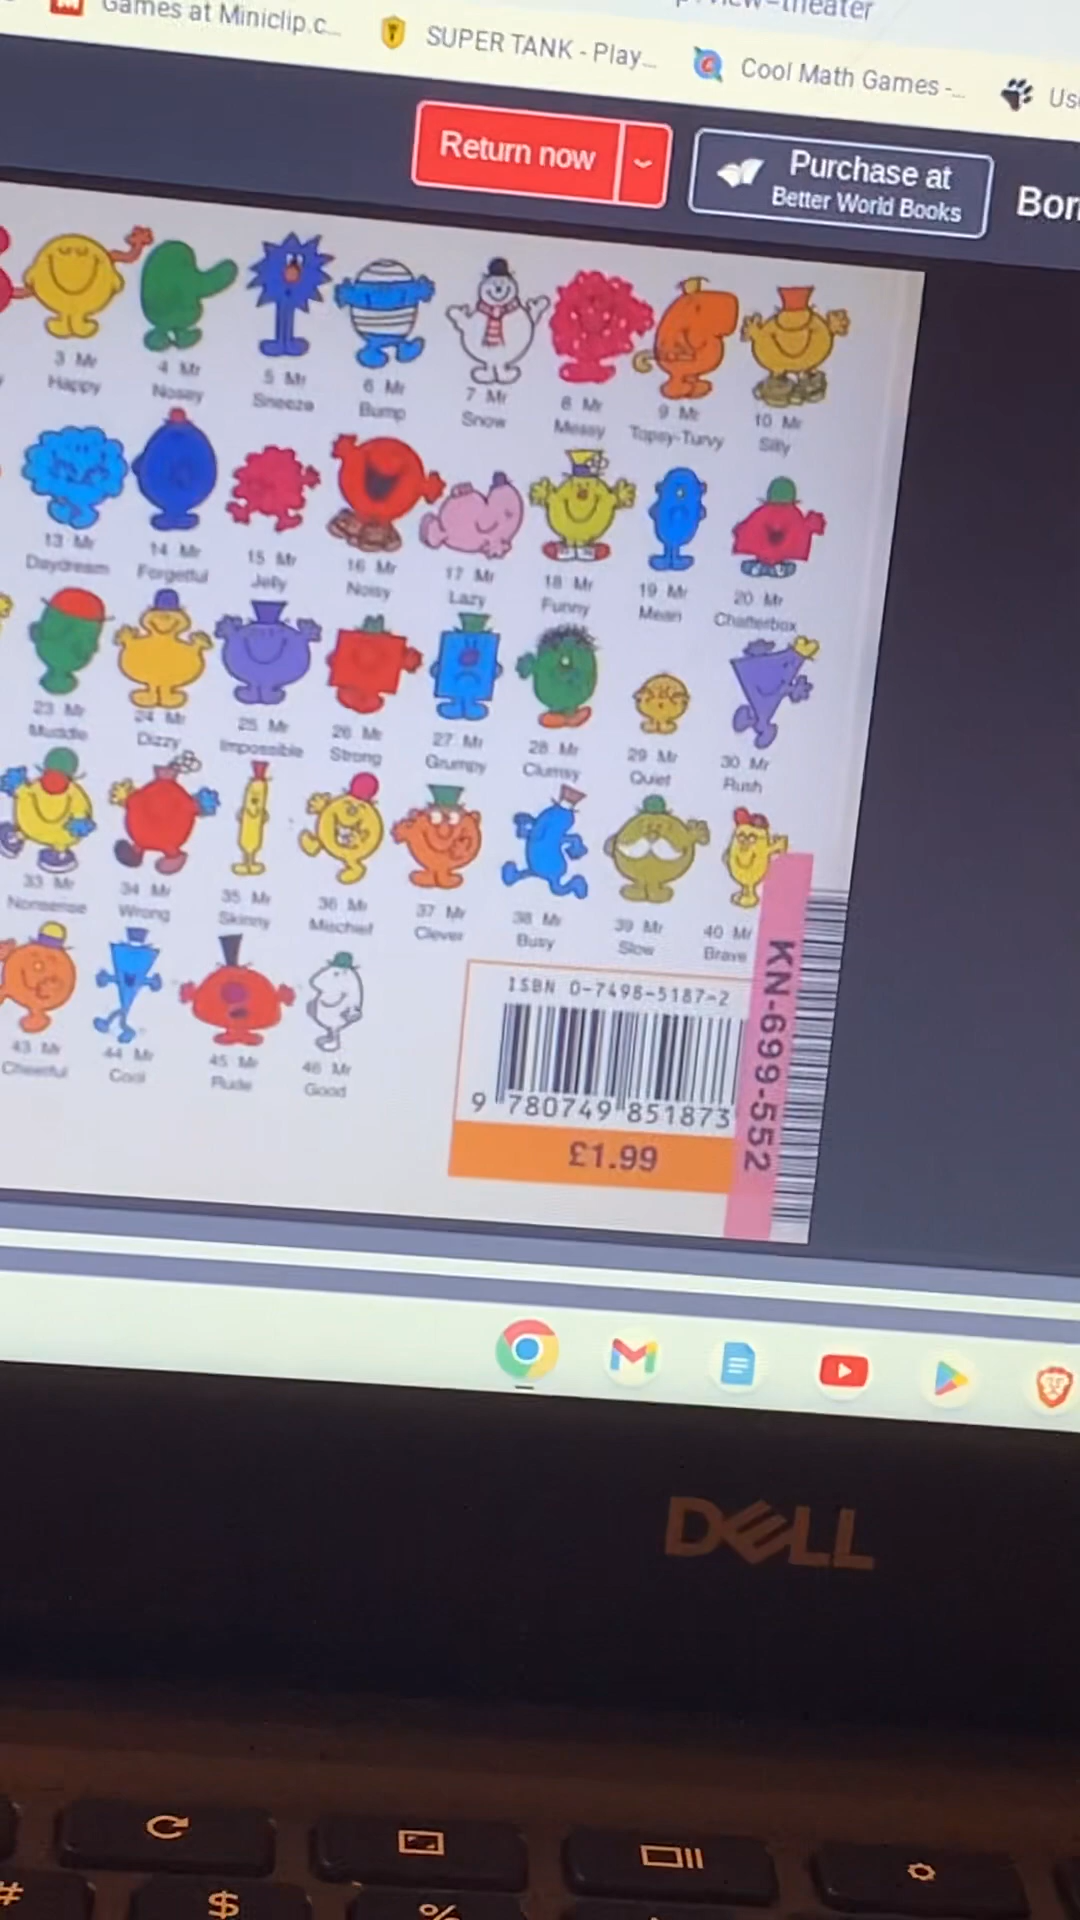 Games at Miniclip.c...
SUPER TANK - Play...
Cool Math Games -...
Return now
Purchase at
Better World Books
3 Mr
Happy
4 Mr
Nosey
5 Mr
Sneeze
6 Mr
Bump
7 Mr
Snow
8 Mr
Messy
9 Mr
Topsy-Turvy
10 Mr
Silly
13 Mr
Daydream
14 Mr
Forgetful
15 Mr
Jelly
16 Mr
Noisy
17 Mr
Lazy
18 Mr
Funny
19 Mr
Mean
20 Mr
Chatterbox
23 Mr
Muddle
24 Mr
Dizzy
25 Mr
Impossible
26 Mr
Strong
27 Mr
Grumpy
28 Mr
Clumsy
29 Mr
Quiet
30 Mr
Rush
33 Mr
Nonsense
34 Mr
Wrong
35 Mr
Skinny
36 Mr
Mischief
37 Mr
Clever
38 Mr
Busy
39 Mr
Slow
40 Mr
Brave
43 Mr
Cheerful
44 Mr
Cool
45 Mr
Rude
46 Mr
Good
ISBN 0-7498-5187-2
9 780749 851873
£1.99
KN-699-552
DELL
# $ %